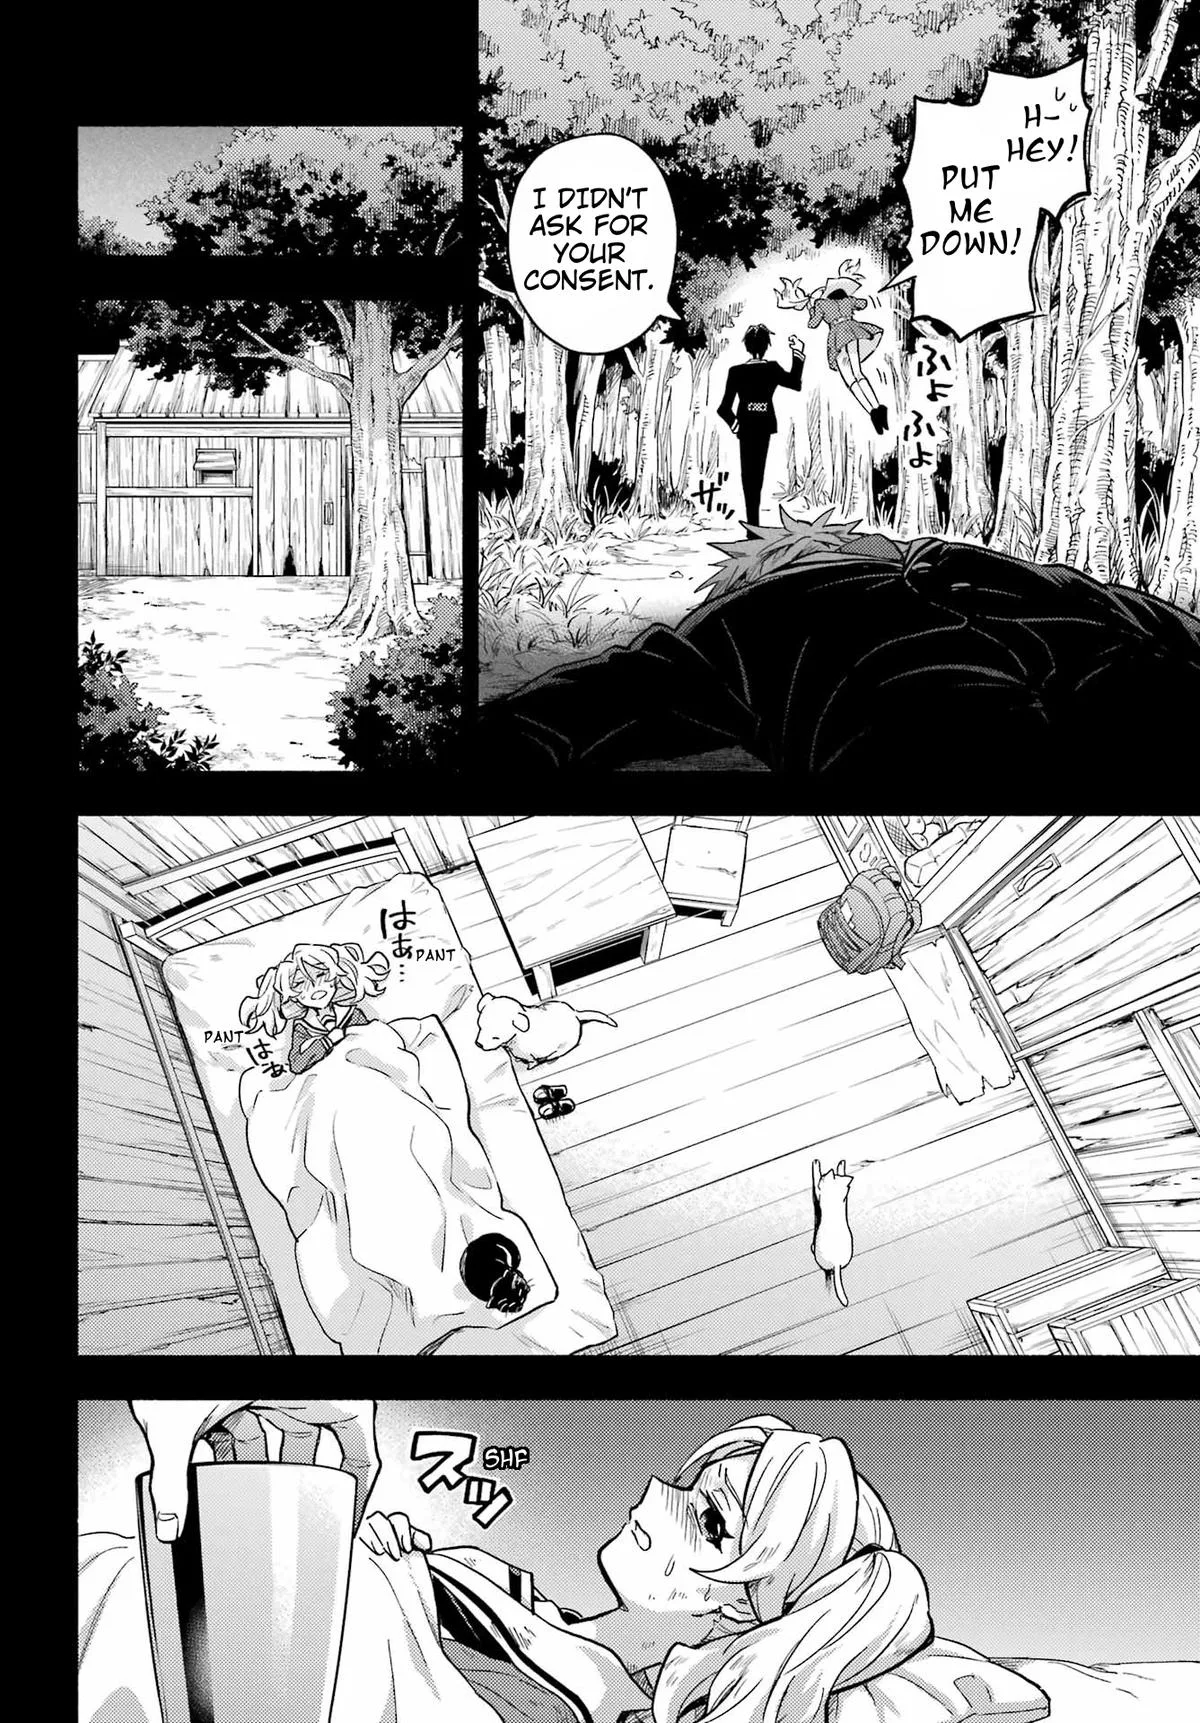 H-
HEY!
PUT
ME
DOWN!
I DIDN'T
ASK FOR
YOUR
CONSENT.
ふよふよ
ザッ
はぁ…
PANT
PANT
はぁ
スッ
SHF